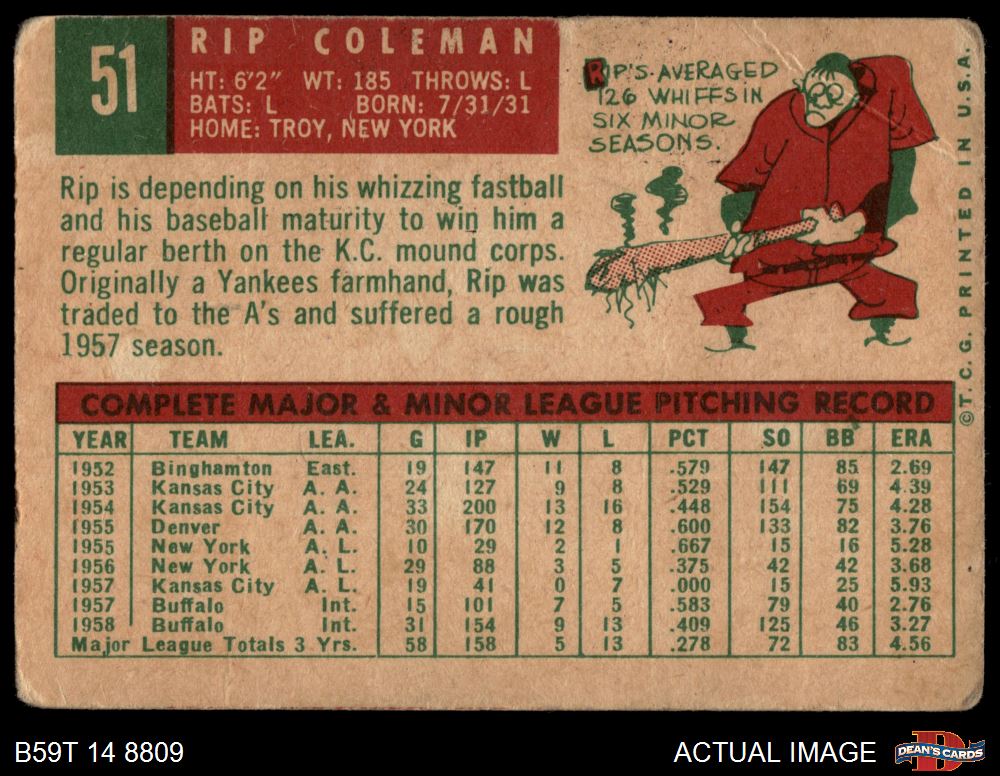 51
RIP COLEMAN
HT: 6'2" WT: 185 THROWS: L
BATS: L BORN: 7/31/31
HOME: TROY, NEW YORK
RIP'S AVERAGED
126 WHIFFS IN
SIX MINOR
SEASONS.
Rip is depending on his whizzing fastball
and his baseball maturity to win him a
regular berth on the K.C. mound corps.
Originally a Yankees farmhand, Rip was
traded to the A's and suffered a rough
1957 season.
©T.C.G. PRINTED IN U.S.A.
COMPLETE MAJOR & MINOR LEAGUE PITCHING RECORD
YEAR TEAM LEA. G IP W L PCT SO BB ERA
1952 Binghamton East. 19 147 11 8 .579 147 85 2.69
1953 Kansas City A. A. 24 127 9 8 .529 111 69 4.39
1954 Kansas City A. A. 33 200 13 16 .448 154 75 4.28
1955 Denver A. A. 30 170 12 8 .600 133 82 3.76
1955 New York A. L. 10 29 2 1 .667 15 16 5.28
1956 New York A. L. 29 88 3 5 .375 42 42 3.68
1957 Kansas City A. L. 19 41 0 7 .000 15 25 5.93
1957 Buffalo Int. 15 101 7 5 .583 79 40 2.76
1958 Buffalo Int. 31 154 9 13 .409 125 46 3.27
Major League Totals 3 Yrs. 58 158 5 13 .278 72 83 4.56
B59T 14 8809
ACTUAL IMAGE
DEAN'S CARDS